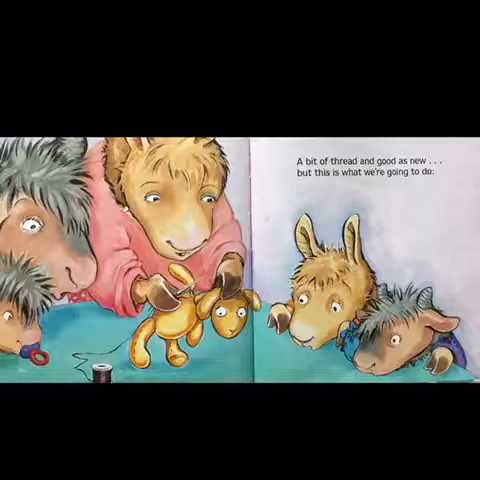 A bit of thread and good as new . . .
but this is what we're going to do: